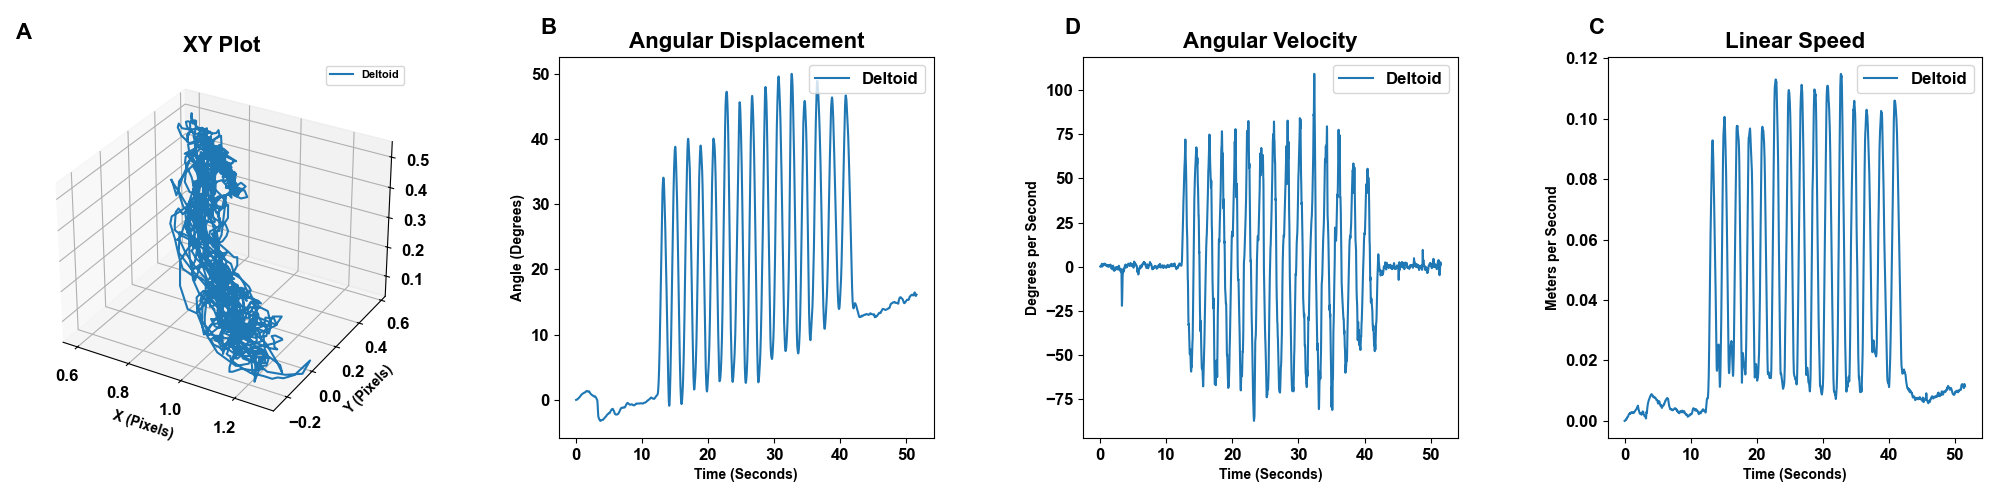 A
XY Plot
Deltoid
0.5
0.4
0.3
0.2
0.1
0.6
0.4
0.2
0.0
−0.2
Y (Pixels)
0.6
0.8
1.0
1.2
X (Pixels)
B
Angular Displacement
Deltoid
50
40
30
20
10
0
Angle (Degrees)
0 10 20 30 40 50
Time (Seconds)
D
Angular Velocity
Deltoid
100
75
50
25
0
−25
−50
−75
Degrees per Second
0 10 20 30 40 50
Time (Seconds)
C
Linear Speed
Deltoid
0.12
0.10
0.08
0.06
0.04
0.02
0.00
Meters per Second
0 10 20 30 40 50
Time (Seconds)